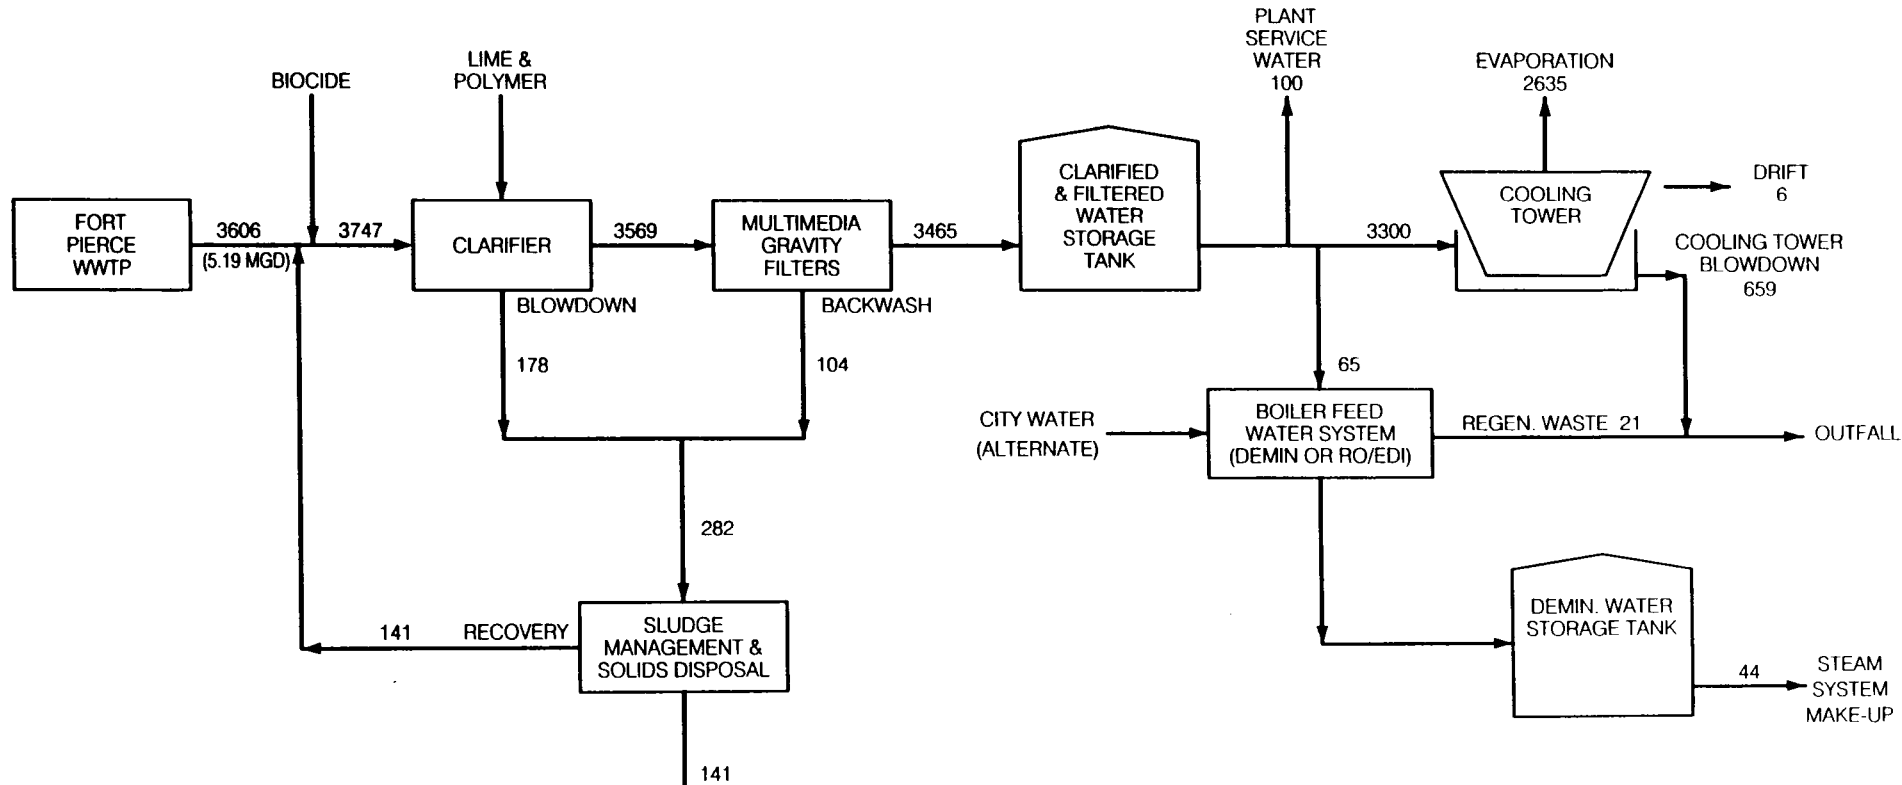 PLANT
SERVICE
WATER
100
EVAPORATION
2635
LIME &
POLYMER
BIOCIDE
FORT
PIERCE
WWTP
3606
(5.19 MGD)
3747
CLARIFIER
3569
MULTIMEDIA
GRAVITY
FILTERS
3465
CLARIFIED
& FILTERED
WATER
STORAGE
TANK
3300
COOLING
TOWER
DRIFT
6
COOLING TOWER
BLOWDOWN
659
BLOWDOWN
BACKWASH
178
104
65
CITY WATER
(ALTERNATE)
BOILER FEED
WATER SYSTEM
(DEMIN OR RO/EDI)
REGEN. WASTE 21
OUTFALL
282
141 RECOVERY
SLUDGE
MANAGEMENT &
SOLIDS DISPOSAL
141
DEMIN. WATER
STORAGE TANK
44
STEAM
SYSTEM
MAKE-UP